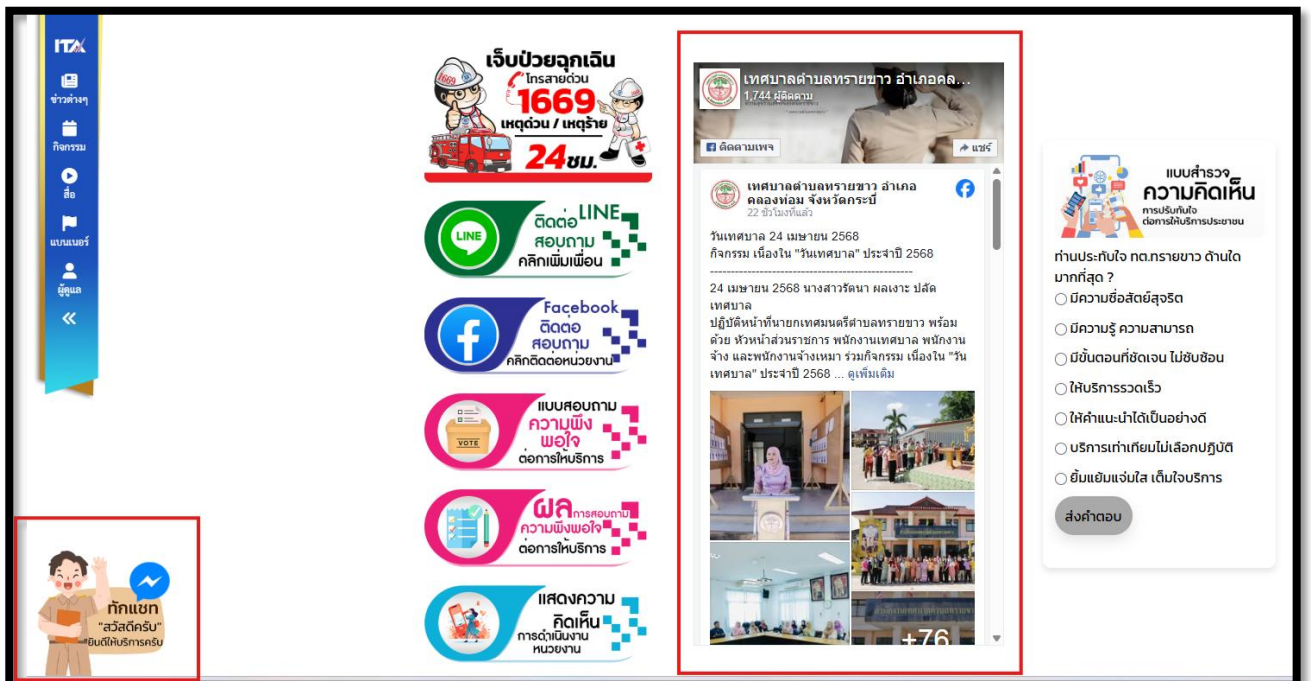 ITA
ข่าวต่างๆ
กิจกรรม
สื่อ
แบนเนอร์
ผู้ดูแล
เจ็บป่วยฉุกเฉิน
โทรสายด่วน
1669
เหตุด่วน / เหตุร้าย
24 ชม.
1669
ติดต่อ LINE
สอบถาม
คลิกเพิ่มเพื่อน
LINE
Facebook
ติดต่อ
สอบถาม
คลิกติดต่อหน่วยงาน
แบบสอบถาม
ความพึง
พอใจ
ต่อการให้บริการ
VOTE
ผลการสอบถาม
ความพึงพอใจ
ต่อการให้บริการ
แสดงความ
คิดเห็น
การดำเนินงาน
หน่วยงาน
ทักแชท
"สวัสดีครับ"
"ยินดีให้บริการครับ
เทศบาลตำบลทรายขาว อำเภอคล...
1,744 ผู้ติดตาม
ติดตามเพจ
แชร์
เทศบาลตำบลทรายขาว อำเภอ
คลองท่อม จังหวัดกระบี่
22 ชั่วโมงที่แล้ว
วันเทศบาล 24 เมษายน 2568
กิจกรรม เนื่องใน "วันเทศบาล" ประจำปี 2568
--------------------------------------------------
24 เมษายน 2568 นางสาวรัตนา ผลเงาะ ปลัด
เทศบาล
ปฏิบัติหน้าที่นายกเทศมนตรีตำบลทรายขาว พร้อม
ด้วย หัวหน้าส่วนราชการ พนักงานเทศบาล พนักงาน
จ้าง และพนักงานจ้างเหมา ร่วมกิจกรรม เนื่องใน "วัน
เทศบาล" ประจำปี 2568 ... ดูเพิ่มเติม
+76
แบบสำรวจ
ความคิดเห็น
การปรับทับใจ
ต่อการให้บริการประชาชน
ท่านประทับใจ ทต.ทรายขาว ด้านใด
มากที่สุด ?
มีความซื่อสัตย์สุจริต
มีความรู้ ความสามารถ
มีขั้นตอนที่ชัดเจน ไม่ซับซ้อน
ให้บริการรวดเร็ว
ให้คำแนะนำได้เป็นอย่างดี
บริการเท่าเทียมไม่เลือกปฏิบัติ
ยิ้มแย้มแจ่มใส เต็มใจบริการ
ส่งคำตอบ